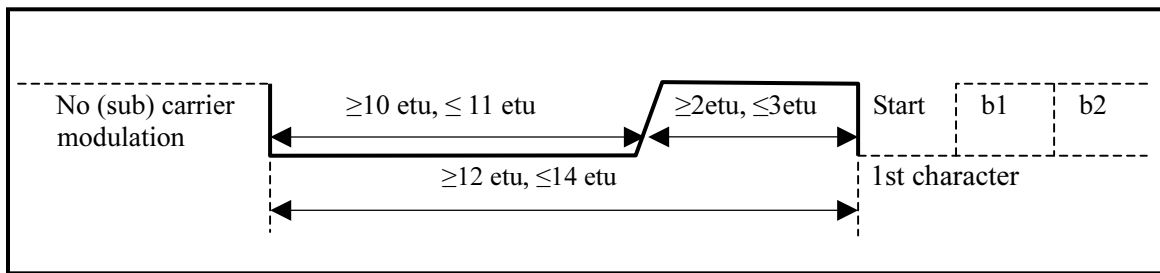 No (sub) carrier
modulation
≥10 etu, ≤ 11 etu
≥2etu, ≤3etu
Start
b1
b2
≥12 etu, ≤14 etu
1st character